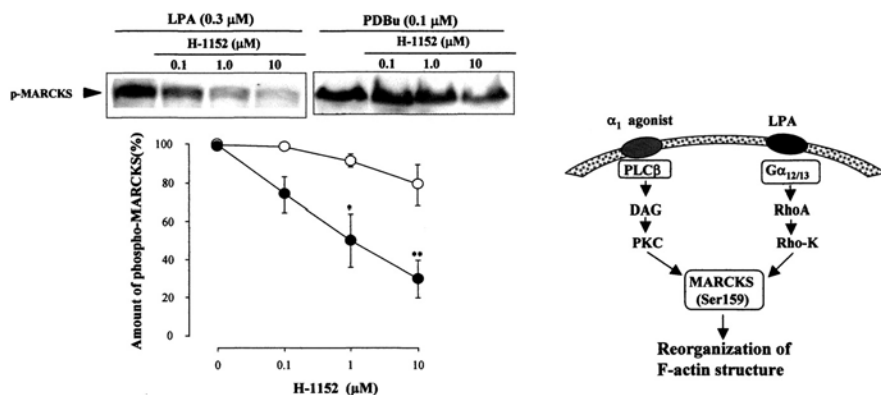 LPA (0.3 μM)
PDBu (0.1 μM)
H-1152 (μM)
H-1152 (μM)
0.1 1.0 10
0.1 1.0 10
p-MARCKS
Amount of phospho-MARCKS(%)
100
80
60
40
20
0
*
**
0 0.1 1 10
H-1152 (μM)
α1 agonist
LPA
PLCβ
Gα12/13
DAG
RhoA
PKC
Rho-K
MARCKS
(Ser159)
Reorganization of
F-actin structure